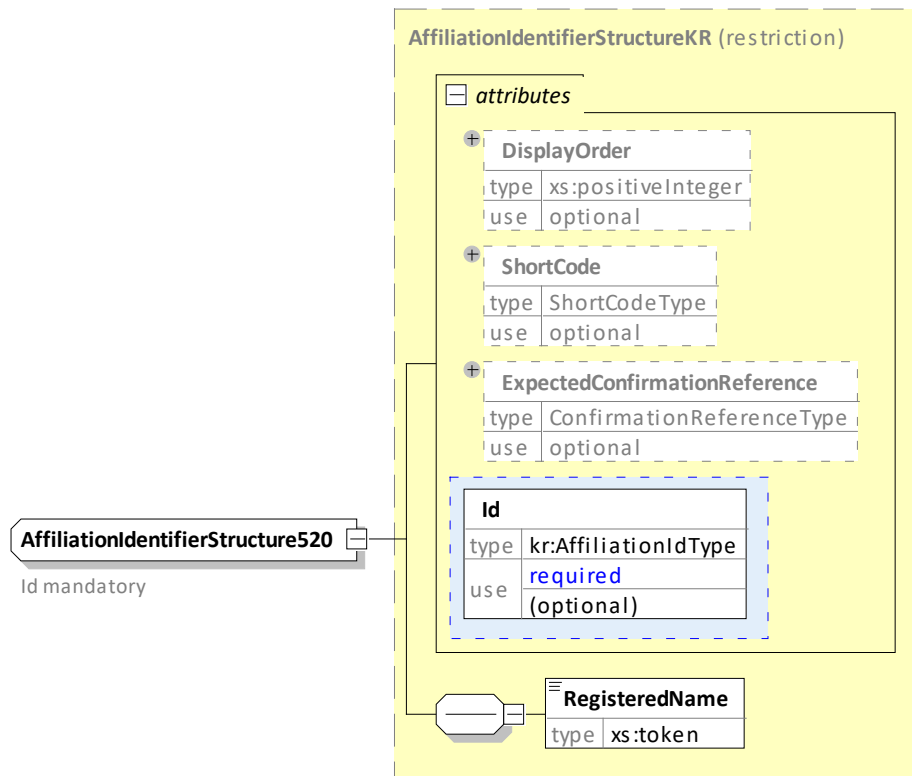 AffiliationIdentifierStructureKR (restriction)
attributes
DisplayOrder
type xs:positiveInteger
use optional
ShortCode
type ShortCodeType
use optional
ExpectedConfirmationReference
type ConfirmationReferenceType
use optional
Id
type kr:AffiliationIdType
use required
(optional)
AffiliationIdentifierStructure520
Id mandatory
RegisteredName
type xs:token